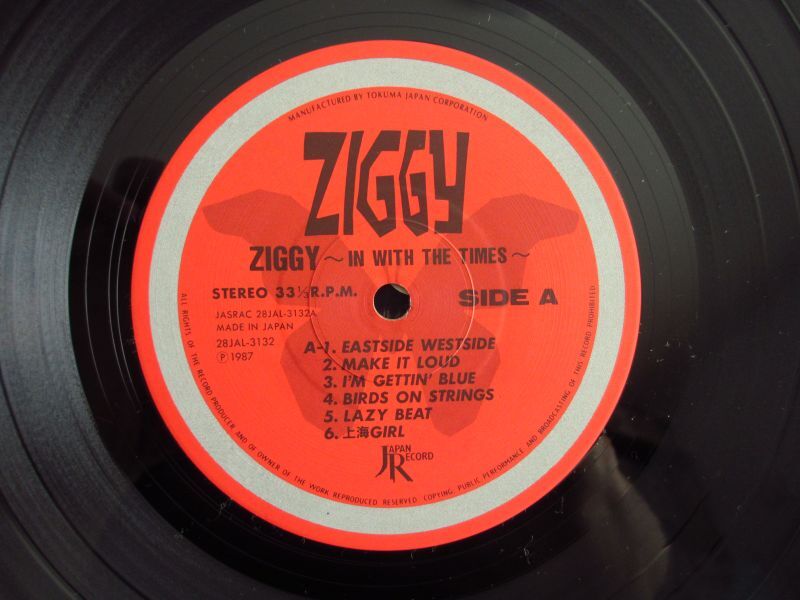 MANUFACTURED BY TOKUMA JAPAN CORPORATION
ZIGGY
ZIGGY ~ IN WITH THE TIMES ~
STEREO 33⅓ R.P.M.
SIDE A
JASRAC 28JAL-3132A
MADE IN JAPAN
28JAL-3132
Ⓟ 1987
A-1. EASTSIDE WESTSIDE
2. MAKE IT LOUD
3. I'M GETTIN' BLUE
4. BIRDS ON STRINGS
5. LAZY BEAT
6. 上海GIRL
JAPAN RECORD
ALL RIGHTS OF THE RECORD PRODUCER AND OF OWNER OF THE WORK REPRODUCED RESERVED. COPYING, PUBLIC PERFORMANCE AND BROADCASTING OF THIS RECORD PROHIBITED